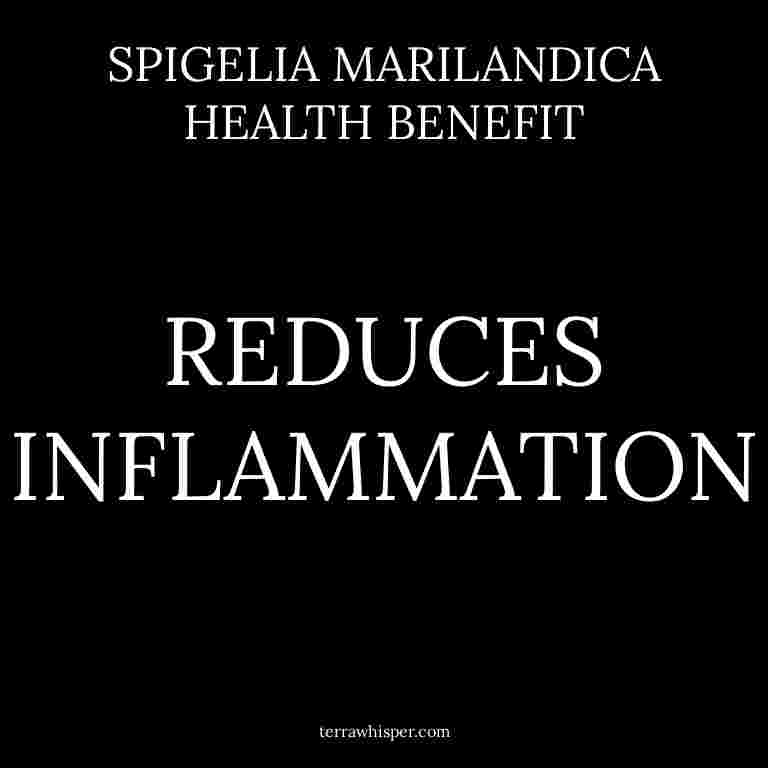 SPIGELIA MARILANDICA
HEALTH BENEFIT
REDUCES
INFLAMMATION
terrawhisper.com